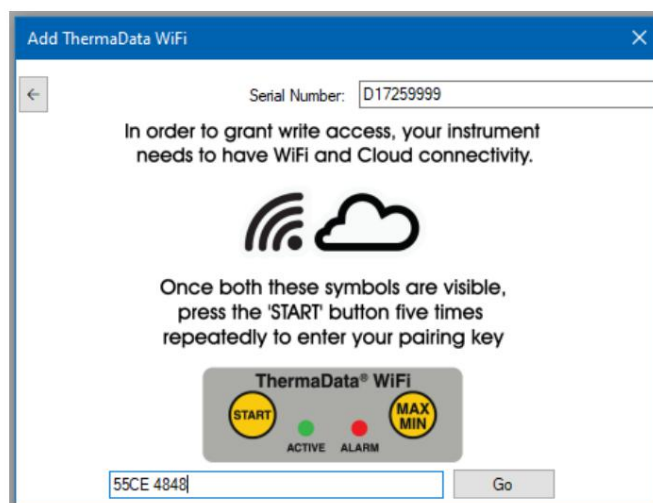 Add ThermaData WiFi
Serial Number: D17259999
In order to grant write access, your instrument
needs to have WiFi and Cloud connectivity.
Once both these symbols are visible,
press the 'START' button five times
repeatedly to enter your pairing key
ThermaData® WiFi
START
MAX
MIN
ACTIVE ALARM
55CE 4848
Go